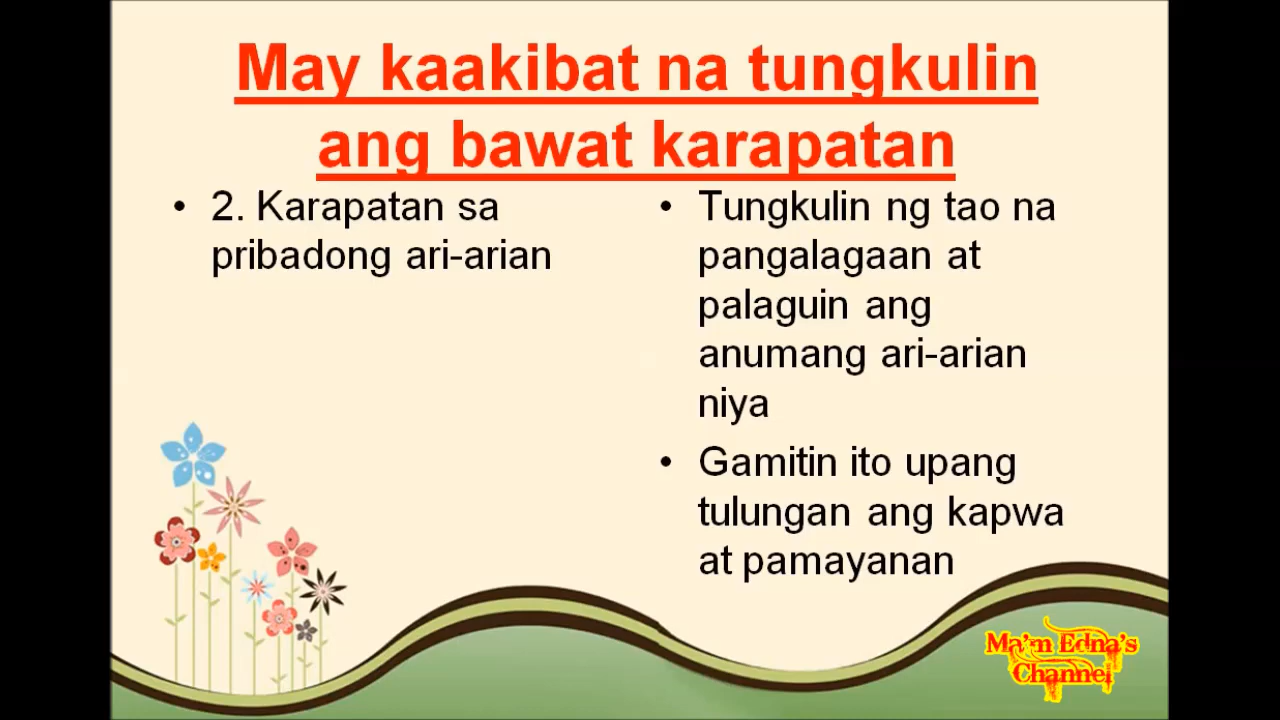 May kaakibat na tungkulin
ang bawat karapatan
• 2. Karapatan sa
pribadong ari-arian
• Tungkulin ng tao na
pangalagaan at
palaguin ang
anumang ari-arian
niya
• Gamitin ito upang
tulungan ang kapwa
at pamayanan
Ma'm Edna's
Channel